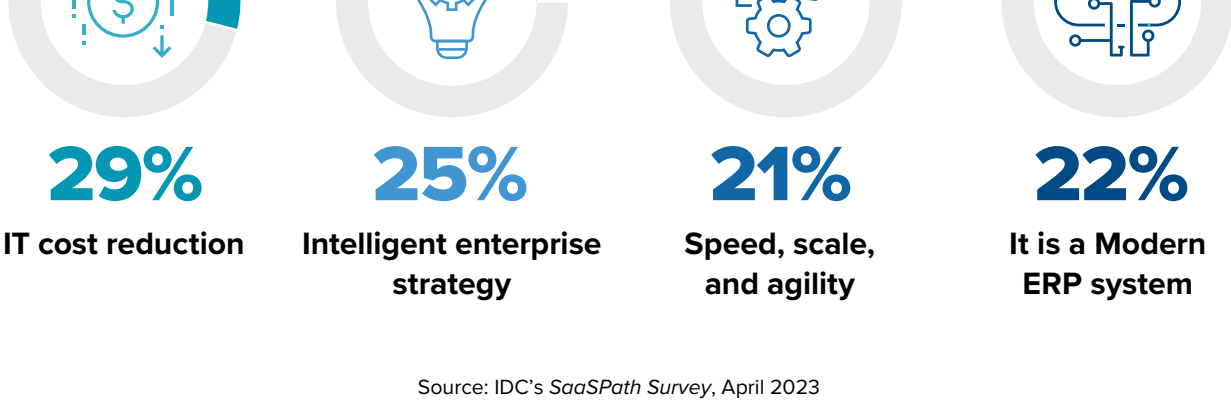 $
29%
25%
21%
22%
IT cost reduction
Intelligent enterprise
strategy
Speed, scale,
and agility
It is a Modern
ERP system
Source: IDC's SaaSPath Survey, April 2023